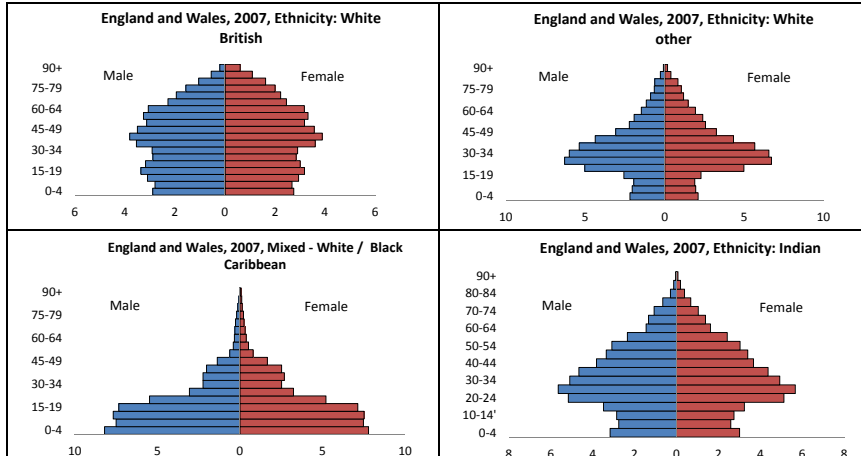 England and Wales, 2007, Ethnicity: White
British
Male
Female
90+
75-79
60-64
45-49
30-34
15-19
0-4
6 4 2 0 2 4 6
England and Wales, 2007, Ethnicity: White
other
Male
Female
90+
75-79
60-64
45-49
30-34
15-19
0-4
10 5 0 5 10
England and Wales, 2007, Mixed - White / Black
Caribbean
Male
Female
90+
75-79
60-64
45-49
30-34
15-19
0-4
10 5 0 5 10
England and Wales, 2007, Ethnicity: Indian
Male
Female
90+
80-84
70-74
60-64
50-54
40-44
30-34
20-24
10-14'
0-4
8 6 4 2 0 2 4 6 8